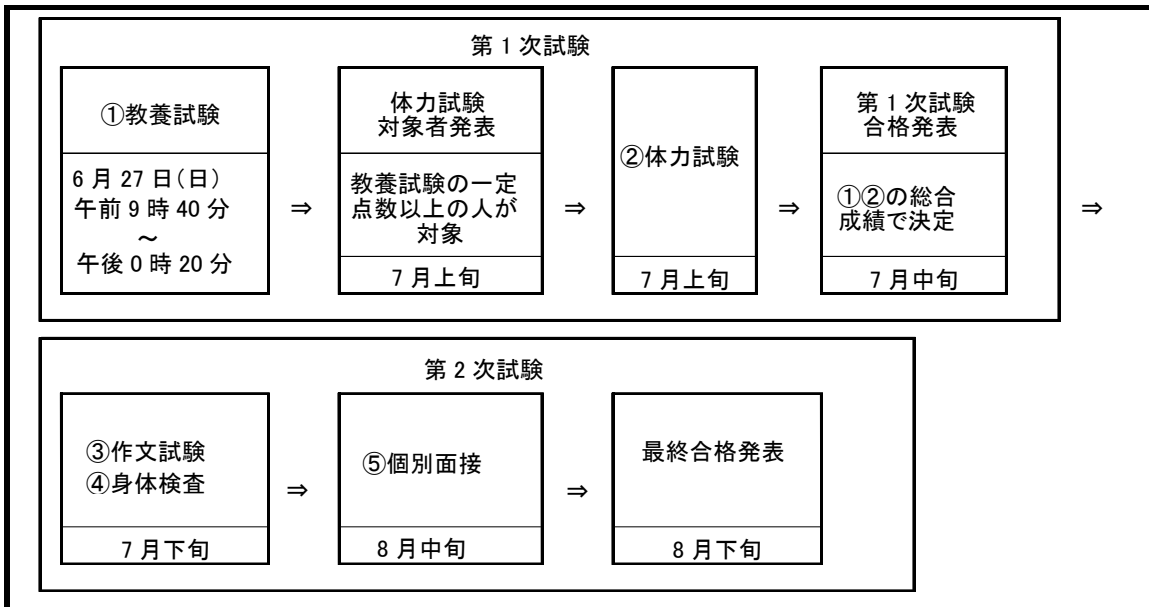 第1次試験
①教養試験
6月27日(日)
午前9時40分
～
午後0時20分
⇒
体力試験
対象者発表
教養試験の一定
点数以上の人が
対象
7月上旬
⇒
②体力試験
7月上旬
⇒
第1次試験
合格発表
①②の総合
成績で決定
7月中旬
⇒
第2次試験
③作文試験
④身体検査
7月下旬
⇒
⑤個別面接
8月中旬
⇒
最終合格発表
8月下旬